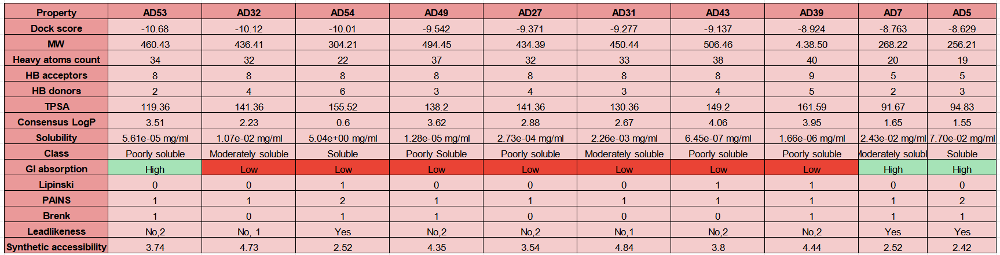 Property AD53 AD32 AD54 AD49 AD27 AD31 AD43 AD39 AD7 AD5
Dock score -10.68 -10.12 -10.01 -9.542 -9.371 -9.277 -9.137 -8.924 -8.763 -8.629
MW 460.43 436.41 304.21 494.45 434.39 450.44 506.46 4.38.50 268.22 256.21
Heavy atoms count 34 32 22 37 32 33 38 40 20 19
HB acceptors 8 8 8 8 8 8 8 9 5 5
HB donors 2 4 6 3 4 3 4 5 2 3
TPSA 119.36 141.36 155.52 138.2 141.36 130.36 149.2 161.59 91.67 94.83
Consensus LogP 3.51 2.23 0.6 3.62 2.88 2.67 4.06 3.95 1.65 1.55
Solubility 5.61e-05 mg/ml 1.07e-02 mg/ml 5.04e+00 mg/ml 1.28e-05 mg/ml 2.73e-04 mg/ml 2.26e-03 mg/ml 6.45e-07 mg/ml 1.66e-06 mg/ml 2.43e-02 mg/ml 7.70e-02 mg/ml
Class Poorly soluble Moderately soluble Soluble Poorly Soluble Poorly soluble Moderately soluble Poorly soluble Poorly soluble Moderately solubl Soluble
GI absorption High Low Low Low Low Low Low Low High High
Lipinski 0 0 1 0 0 0 1 1 0 0
PAINS 1 1 2 1 1 1 1 1 1 2
Brenk 1 0 1 1 0 0 0 1 1 1
Leadlikeness No,2 No, 1 Yes No,2 No,2 No,1 No,2 No,2 Yes Yes
Synthetic accessibility 3.74 4.73 2.52 4.35 3.54 4.84 3.8 4.44 2.52 2.42